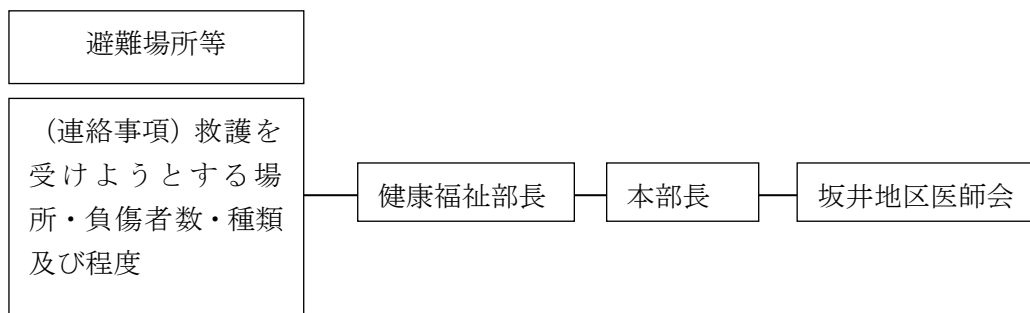 避難場所等
（連絡事項）救護を
受けようとする場
所・負傷者数・種類
及び程度
健康福祉部長
本部長
坂井地区医師会